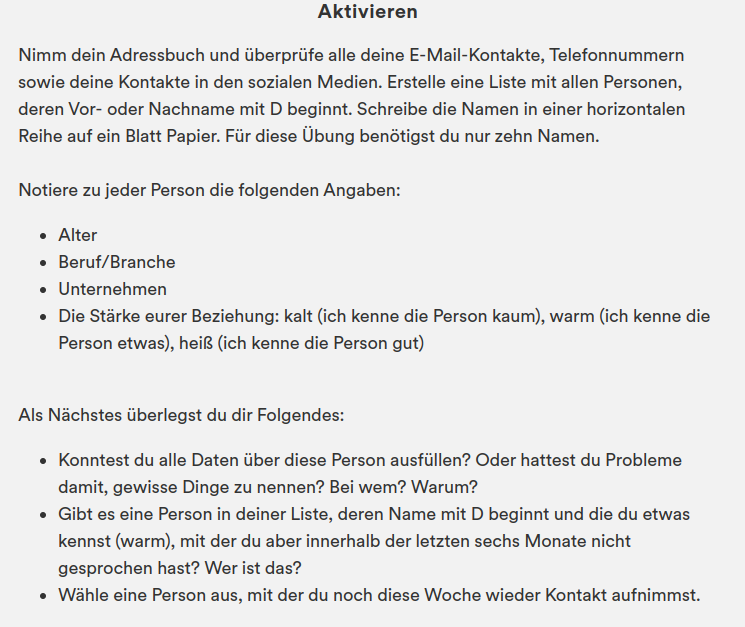 Aktivieren
Nimm dein Adressbuch und überprüfe alle deine E-Mail-Kontakte, Telefonnummern
sowie deine Kontakte in den sozialen Medien. Erstelle eine Liste mit allen Personen,
deren Vor- oder Nachname mit D beginnt. Schreibe die Namen in einer horizontalen
Reihe auf ein Blatt Papier. Für diese Übung benötigst du nur zehn Namen.
Notiere zu jeder Person die folgenden Angaben:
• Alter
• Beruf/Branche
• Unternehmen
• Die Stärke eurer Beziehung: kalt (ich kenne die Person kaum), warm (ich kenne die
Person etwas), heiß (ich kenne die Person gut)
Als Nächstes überlegst du dir Folgendes:
• Konntest du alle Daten über diese Person ausfüllen? Oder hattest du Probleme
damit, gewisse Dinge zu nennen? Bei wem? Warum?
• Gibt es eine Person in deiner Liste, deren Name mit D beginnt und die du etwas
kennst (warm), mit der du aber innerhalb der letzten sechs Monate nicht
gesprochen hast? Wer ist das?
• Wähle eine Person aus, mit der du noch diese Woche wieder Kontakt aufnimmst.